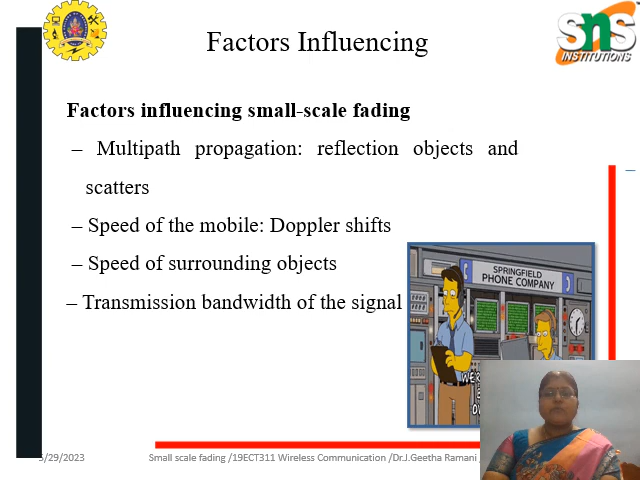 Factors Influencing
SNS
INSTITUTIONS
Factors influencing small-scale fading
– Multipath propagation: reflection objects and
scatters
– Speed of the mobile: Doppler shifts
– Speed of surrounding objects
– Transmission bandwidth of the signal
SPRINGFIELD
PHONE COMPANY
5/29/2023
Small scale fading /19ECT311 Wireless Communication /Dr.J.Geetha Ramani /